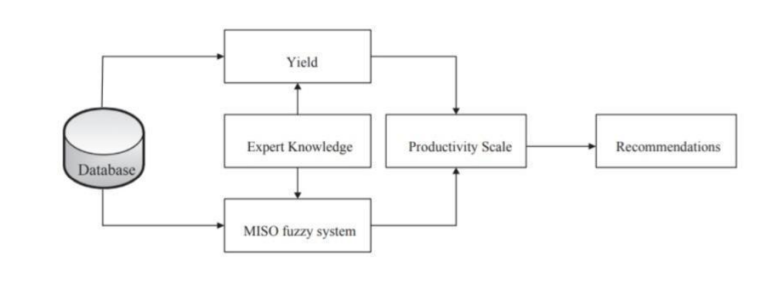 Yield
Expert Knowledge
Productivity Scale
Recommendations
Database
MISO fuzzy system